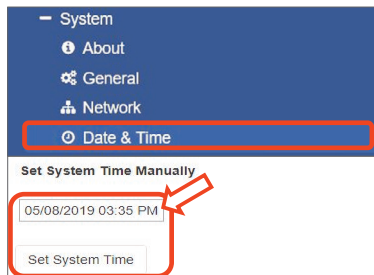 System
About
General
Network
Date & Time
Set System Time Manually
05/08/2019 03:35 PM
Set System Time